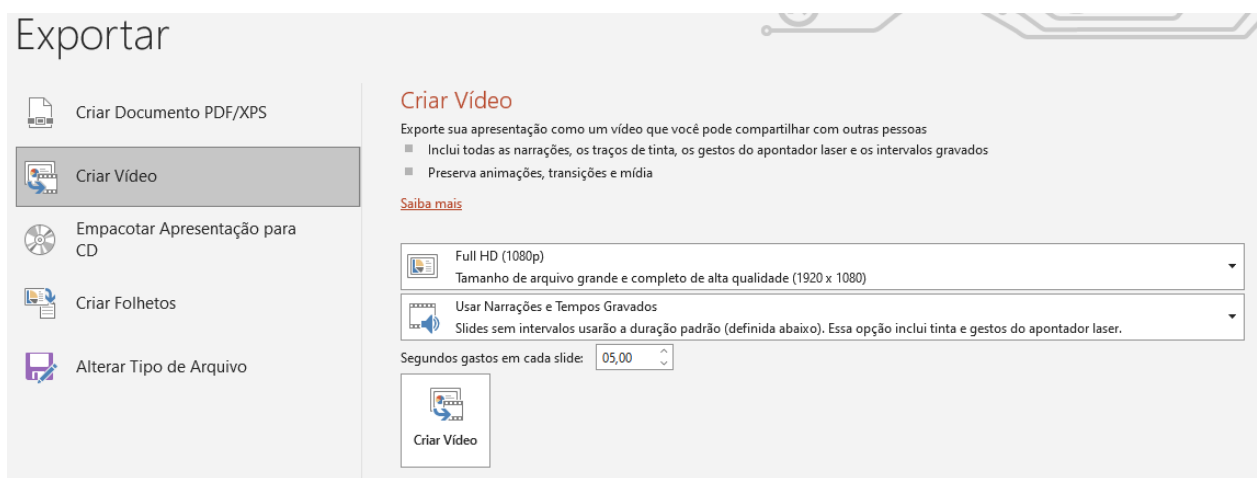 Exportar
Criar Documento PDF/XPS
Criar Vídeo
Empacotar Apresentação para
CD
Criar Folhetos
Alterar Tipo de Arquivo
Criar Vídeo
Exporte sua apresentação como um vídeo que você pode compartilhar com outras pessoas
Inclui todas as narrações, os traços de tinta, os gestos do apontador laser e os intervalos gravados
Preserva animações, transições e mídia
Saiba mais
Full HD (1080p)
Tamanho de arquivo grande e completo de alta qualidade (1920 x 1080)
Usar Narrações e Tempos Gravados
Slides sem intervalos usarão a duração padrão (definida abaixo). Essa opção inclui tinta e gestos do apontador laser.
Segundos gastos em cada slide: 05,00
Criar Vídeo